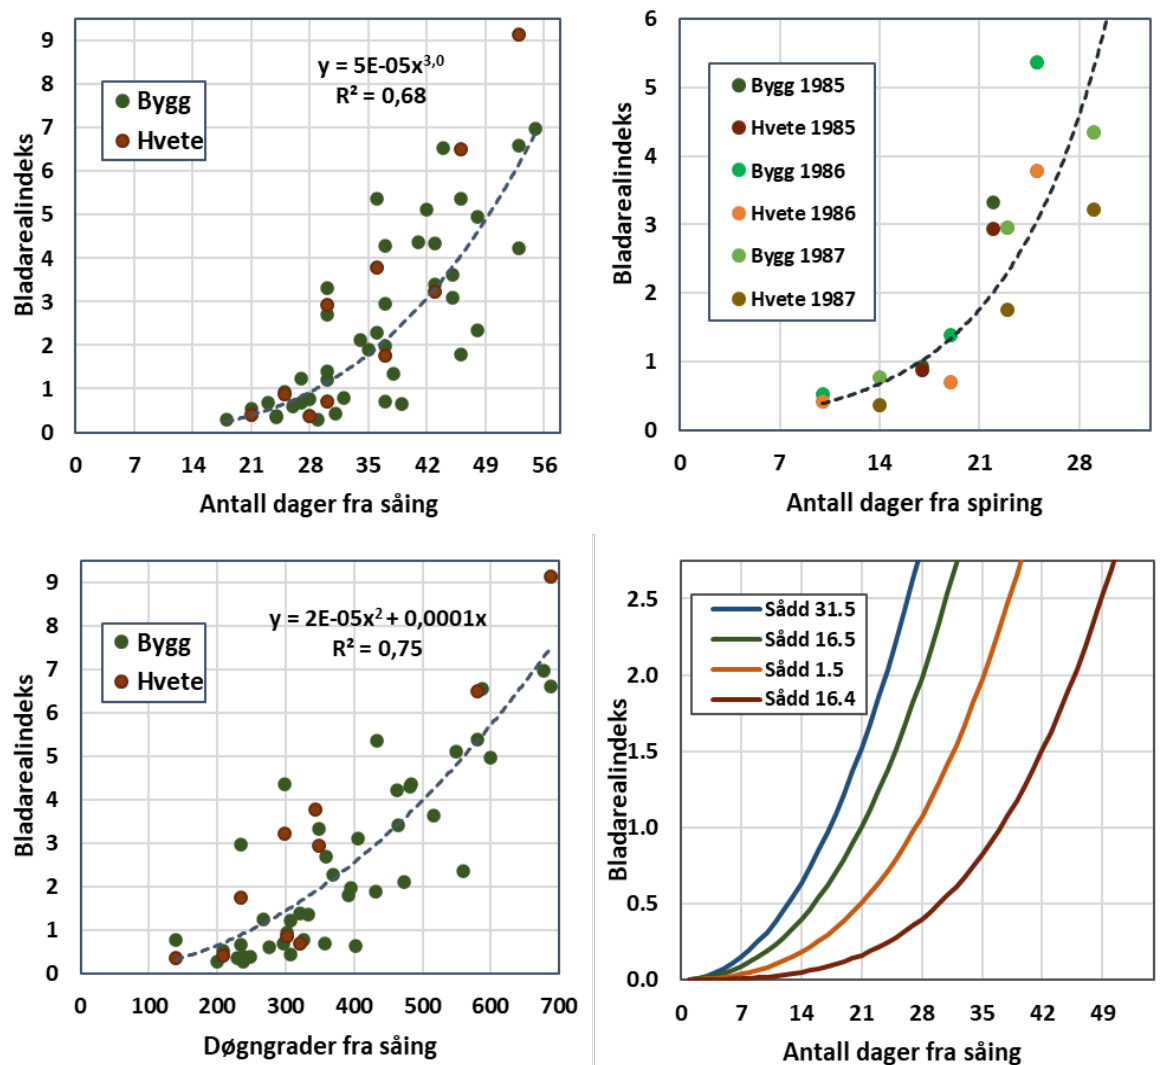 9
8
7
6
5
4
3
2
1
0
Bladarealindeks
y = 5E-05x³,⁰
R² = 0,68
Bygg
Hvete
0 7 14 21 28 35 42 49 56
Antall dager fra såing
6
5
4
3
2
1
0
Bladarealindeks
Bygg 1985
Hvete 1985
Bygg 1986
Hvete 1986
Bygg 1987
Hvete 1987
0 7 14 21 28
Antall dager fra spiring
9
8
7
6
5
4
3
2
1
0
Bladarealindeks
y = 2E-05x² + 0,0001x
R² = 0,75
Bygg
Hvete
0 100 200 300 400 500 600 700
Døgngrader fra såing
2.5
2.0
1.5
1.0
0.5
0.0
Bladarealindeks
Sådd 31.5
Sådd 16.5
Sådd 1.5
Sådd 16.4
0 7 14 21 28 35 42 49
Antall dager fra såing